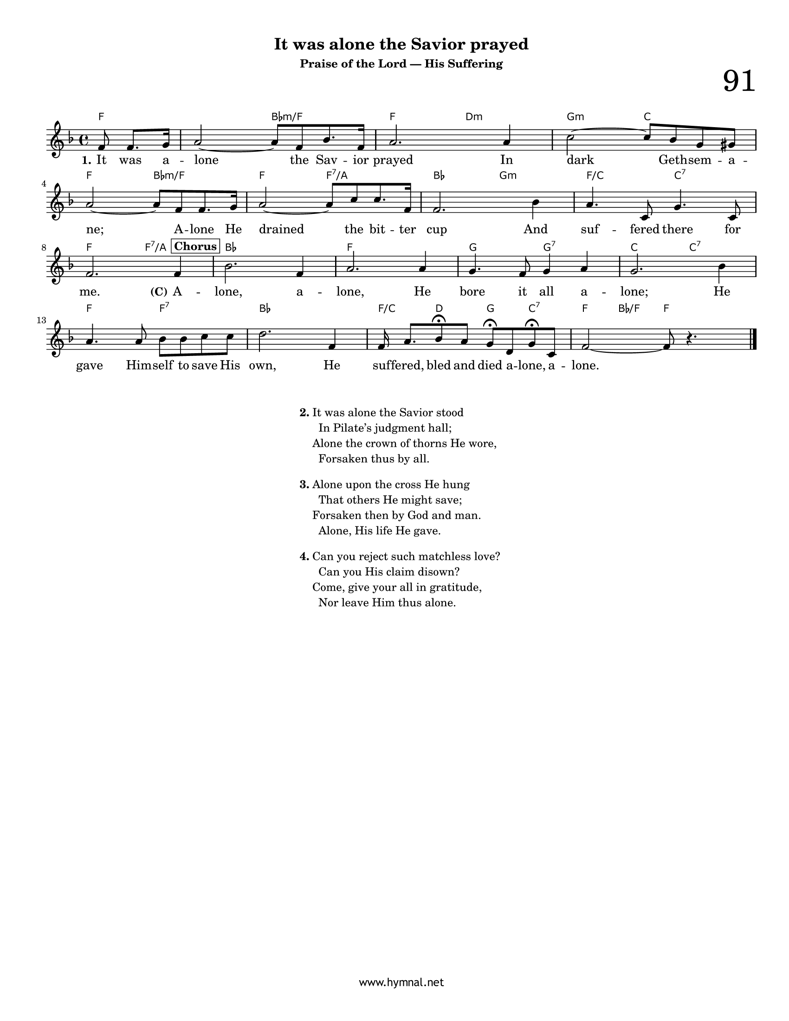 It was alone the Savior prayed
Praise of the Lord — His Suffering
91
F B♭m/F F Dm Gm C
1. It was a - lone the Sav - ior prayed In dark Gethsem - a -
4
F B♭m/F F F7/A B♭ Gm F/C C7
ne; A-lone He drained the bit - ter cup And suf - fered there for
8
F F7/A Chorus B♭ F G G7 C C7
me. (C) A - lone, a - lone, He bore it all a - lone; He
13
F F7 B♭ F/C D G C7 F B♭/F F
gave Himself to save His own, He suffered, bled and died a-lone, a - lone.
2. It was alone the Savior stood
In Pilate's judgment hall;
Alone the crown of thorns He wore,
Forsaken thus by all.
3. Alone upon the cross He hung
That others He might save;
Forsaken then by God and man.
Alone, His life He gave.
4. Can you reject such matchless love?
Can you His claim disown?
Come, give your all in gratitude,
Nor leave Him thus alone.
www.hymnal.net